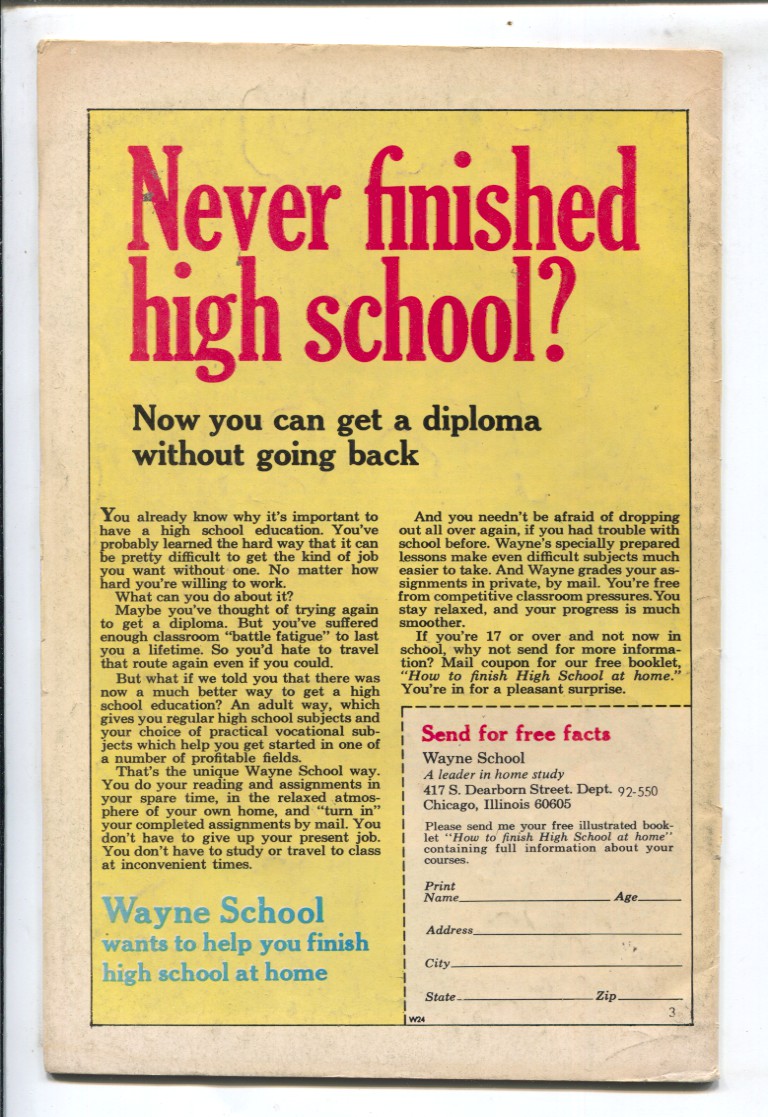 Never finished
high school?
Now you can get a diploma
without going back
You already know why it's important to
have a high school education. You've
probably learned the hard way that it can
be pretty difficult to get the kind of job
you want without one. No matter how
hard you're willing to work.
What can you do about it?
Maybe you've thought of trying again
to get a diploma. But you've suffered
enough classroom "battle fatigue" to last
you a lifetime. So you'd hate to travel
that route again even if you could.
But what if we told you that there was
now a much better way to get a high
school education? An adult way, which
gives you regular high school subjects and
your choice of practical vocational sub-
jects which help you get started in one of
a number of profitable fields.
That's the unique Wayne School way.
You do your reading and assignments in
your spare time, in the relaxed atmos-
phere of your own home, and "turn in"
your completed assignments by mail. You
don't have to give up your present job.
You don't have to study or travel to class
at inconvenient times.
Wayne School
wants to help you finish
high school at home
And you needn't be afraid of dropping
out all over again, if you had trouble with
school before. Wayne's specially prepared
lessons make even difficult subjects much
easier to take. And Wayne grades your as-
signments in private, by mail. You're free
from competitive classroom pressures. You
stay relaxed, and your progress is much
smoother.
If you're 17 or over and not now in
school, why not send for more informa-
tion? Mail coupon for our free booklet,
"How to finish High School at home."
You're in for a pleasant surprise.
Send for free facts
Wayne School
A leader in home study
417 S. Dearborn Street. Dept. 92-550
Chicago, Illinois 60605
Please send me your free illustrated book-
let "How to finish High School at home"
containing full information about your
courses.
Print
Name Age
Address
City
State Zip
W24
3